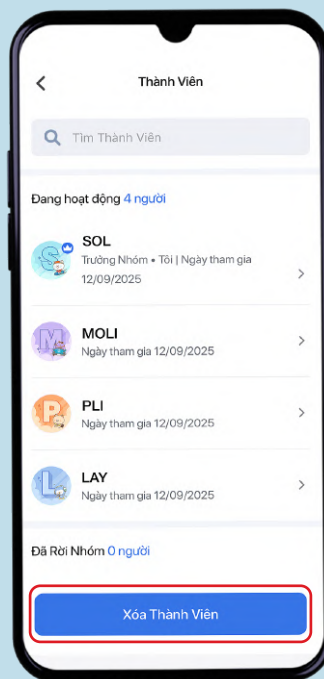 Thành Viên
Tìm Thành Viên
Đang hoạt động 4 người
SOL
Trưởng Nhóm • Tôi | Ngày tham gia
12/09/2025
MOLI
Ngày tham gia 12/09/2025
PLI
Ngày tham gia 12/09/2025
LAY
Ngày tham gia 12/09/2025
Đã Rời Nhóm 0 người
Xóa Thành Viên